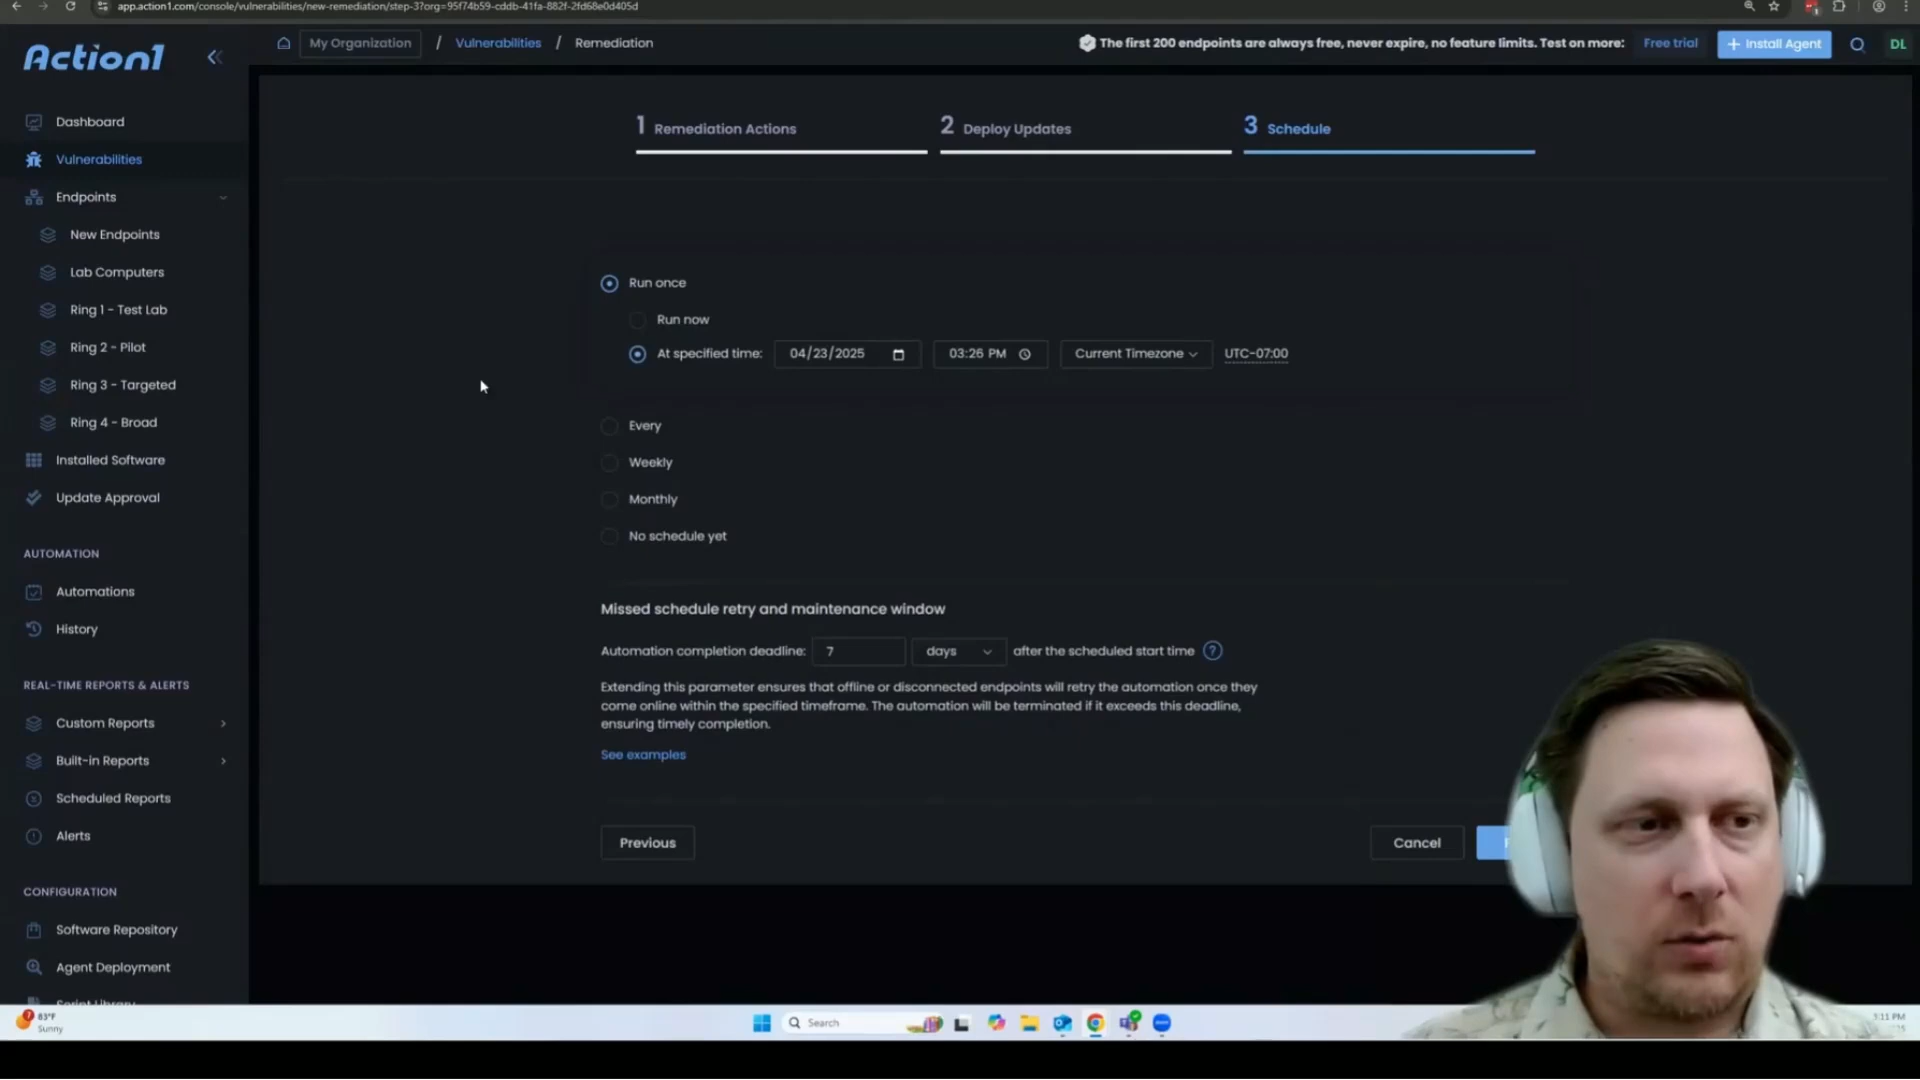 app.action1.com/console/vulnerabilities/new-remediation/step-3?org=95f74b59-cddb-41fa-882f-2fd68e0d405d
Action1
My Organization / Vulnerabilities / Remediation
The first 200 endpoints are always free, never expire, no feature limits. Test on more: Free trial
+ Install Agent
DL
Dashboard
Vulnerabilities
Endpoints
New Endpoints
Lab Computers
Ring 1 - Test Lab
Ring 2 - Pilot
Ring 3 - Targeted
Ring 4 - Broad
Installed Software
Update Approval
AUTOMATION
Automations
History
REAL-TIME REPORTS & ALERTS
Custom Reports
Built-in Reports
Scheduled Reports
Alerts
CONFIGURATION
Software Repository
Agent Deployment
Script Library
1 Remediation Actions
2 Deploy Updates
3 Schedule
Run once
Run now
At specified time: 04/23/2025 03:26 PM Current Timezone UTC-07:00
Every
Weekly
Monthly
No schedule yet
Missed schedule retry and maintenance window
Automation completion deadline: 7 days after the scheduled start time ?
Extending this parameter ensures that offline or disconnected endpoints will retry the automation once they
come online within the specified timeframe. The automation will be terminated if it exceeds this deadline,
ensuring timely completion.
See examples
Previous
Cancel
83°F
Sunny
Search
3:11 PM